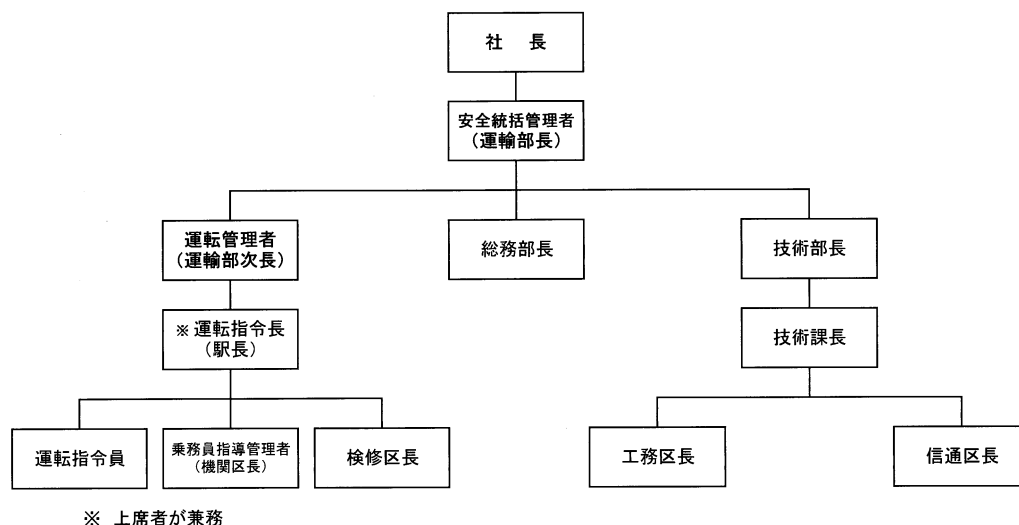 社　長
安全統括管理者
(運輸部長)
運転管理者
(運輸部次長)
総務部長
技術部長
※運転指令長
(駅長)
技術課長
運転指令員
乗務員指導管理者
(機関区長)
検修区長
工務区長
信通区長
※　上席者が兼務